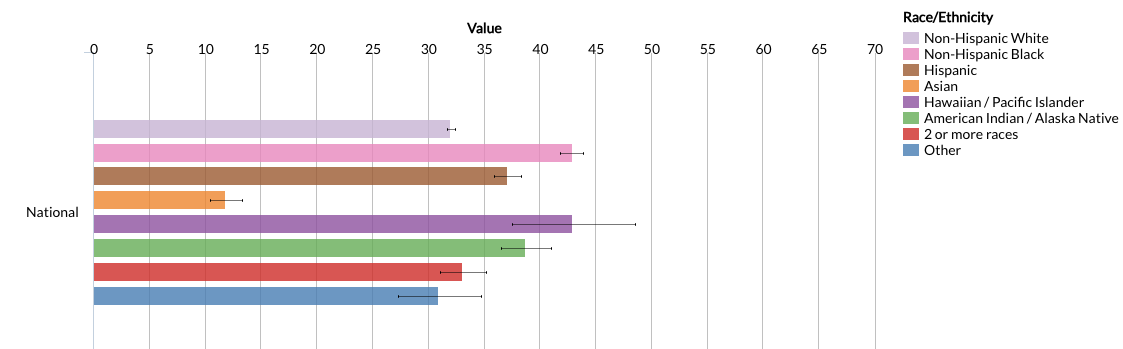 Value
0 5 10 15 20 25 30 35 40 45 50 55 60 65 70
National
Race/Ethnicity
Non-Hispanic White
Non-Hispanic Black
Hispanic
Asian
Hawaiian / Pacific Islander
American Indian / Alaska Native
2 or more races
Other